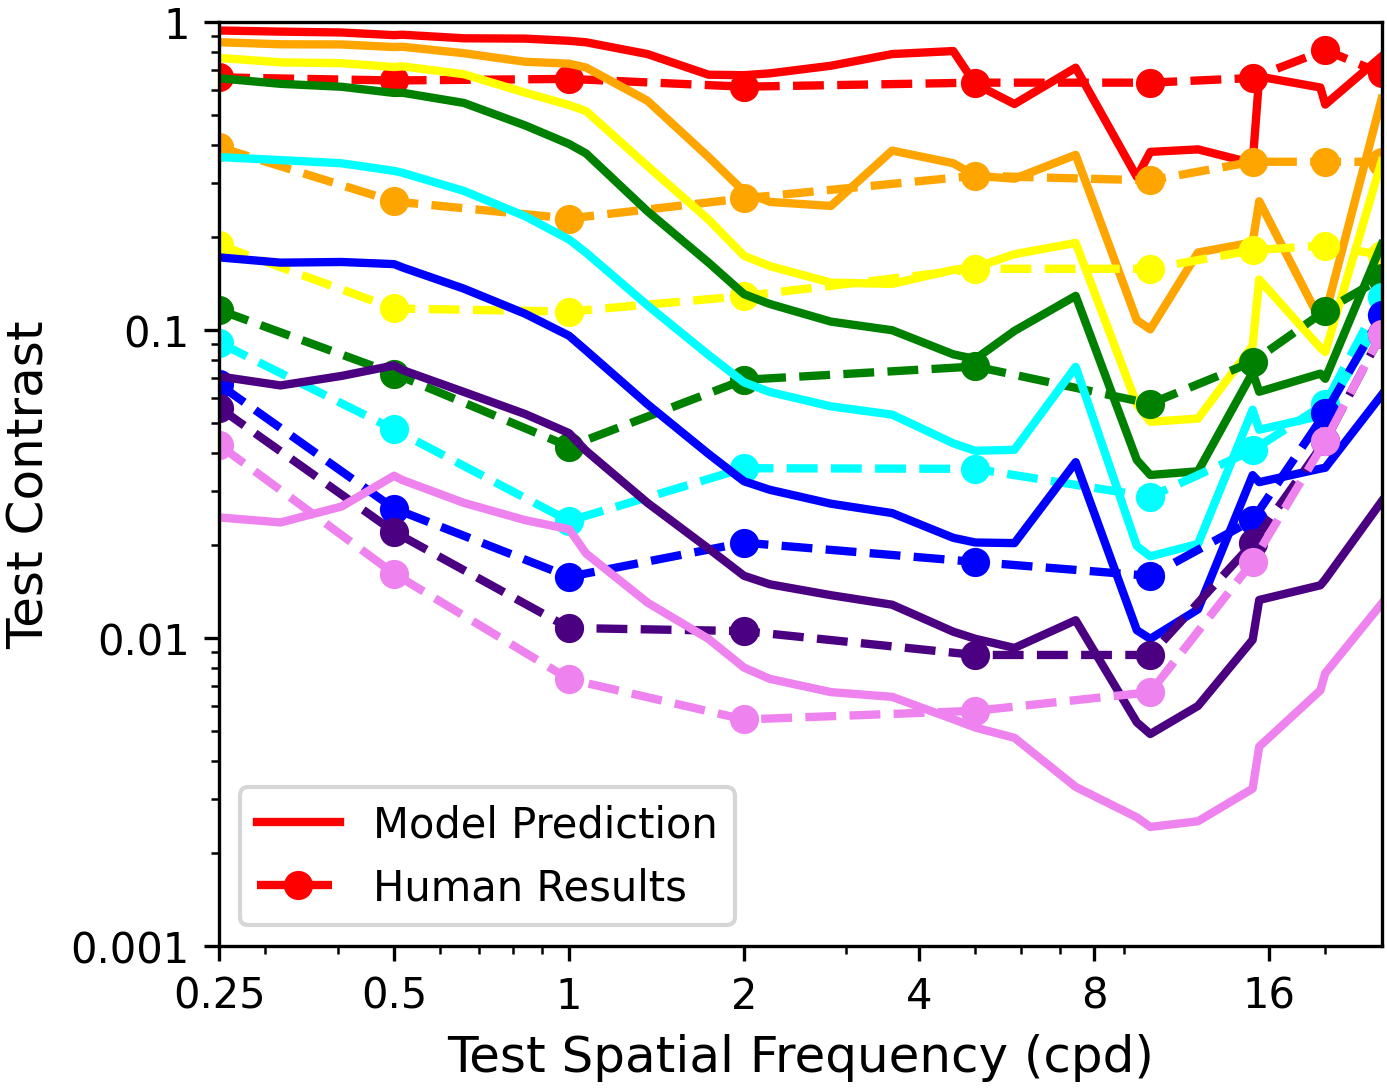 1
0.1
0.01
0.001
Test Contrast
Model Prediction
Human Results
0.25 0.5 1 2 4 8 16
Test Spatial Frequency (cpd)